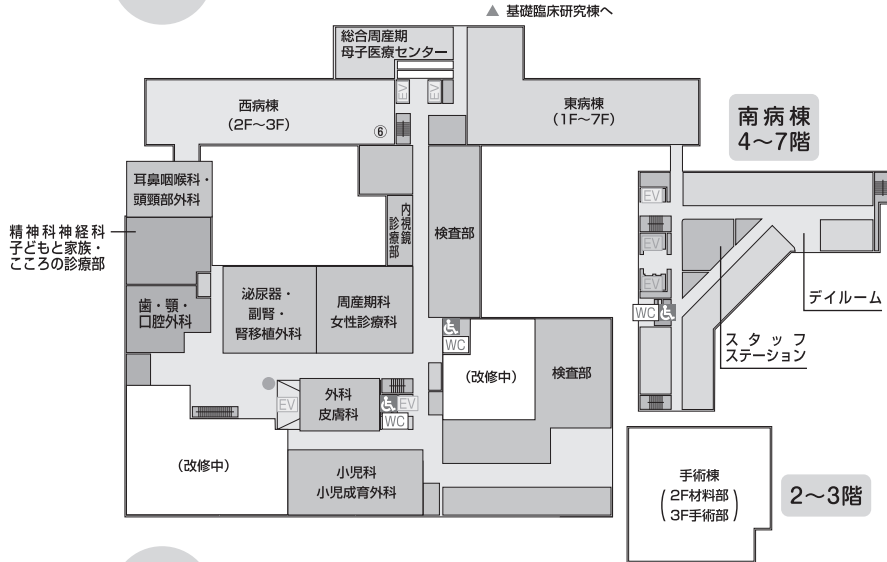 ▲ 基礎臨床研究棟へ
総合周産期
母子医療センター
EV
EV
西病棟
(2F〜3F)
⑥
東病棟
(1F〜7F)
南病棟
4〜7階
耳鼻咽喉科・
頭頸部外科
精神科神経科
子どもと家族・
こころの診療部
内視鏡
診療部
検査部
EV
EV
EV
WC
デイルーム
スタッフ
ステーション
歯・顎・
口腔外科
泌尿器・
副腎・
腎移植外科
周産期科
女性診療科
WC
(改修中)
検査部
EV
外科
皮膚科
EV
WC
(改修中)
小児科
小児成育外科
手術棟
(2F材料部
3F手術部)
2〜3階